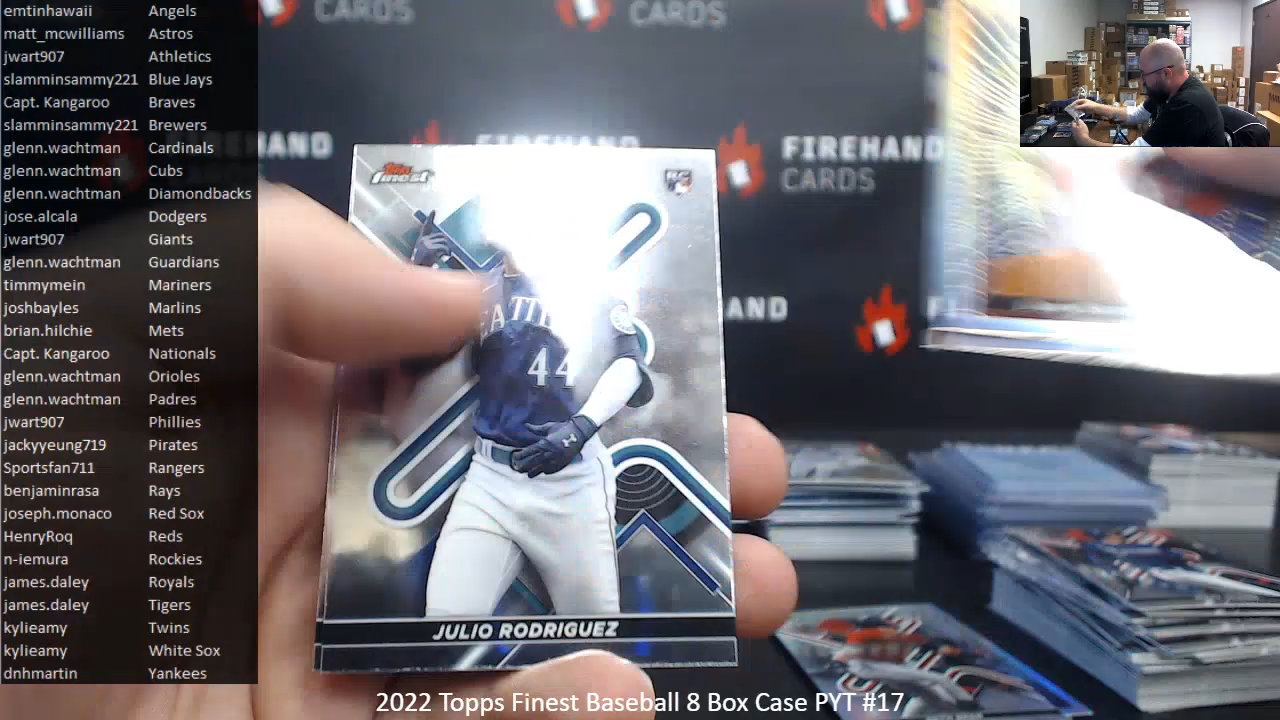 emtinhawaii Angels
matt_mcwilliams Astros
jwart907 Athletics
slamminsammy221 Blue Jays
Capt. Kangaroo Braves
slamminsammy221 Brewers
glenn.wachtman Cardinals
glenn.wachtman Cubs
glenn.wachtman Diamondbacks
jose.alcala Dodgers
jwart907 Giants
glenn.wachtman Guardians
timmymein Mariners
joshbayles Marlins
brian.hilchie Mets
Capt. Kangaroo Nationals
glenn.wachtman Orioles
glenn.wachtman Padres
jwart907 Phillies
jackyyeung719 Pirates
Sportsfan711 Rangers
benjaminrasa Rays
joseph.monaco Red Sox
HenryRoq Reds
n-iemura Rockies
james.daley Royals
james.daley Tigers
kylieamy Twins
kylieamy White Sox
dnhmartin Yankees
CARDS
CARDS
HAND
FIREHAND
FIREHAND
CARDS
HAND
Topps
finest
RC
EATTL
44
JULIO RODRIGUEZ
2022 Topps Finest Baseball 8 Box Case PYT #17